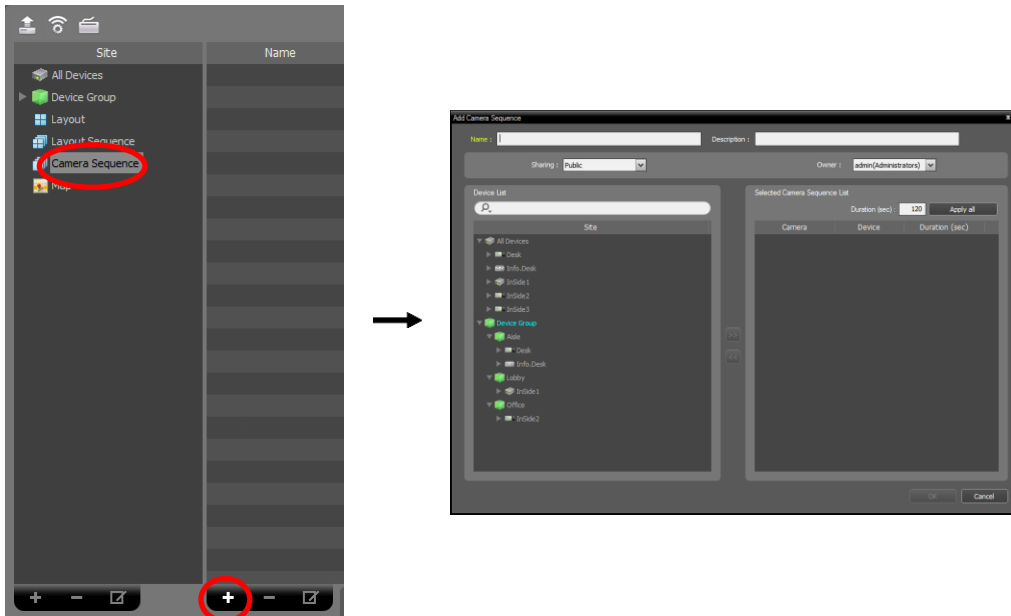 Site Name
All Devices
Device Group
Layout
Layout Sequence
Camera Sequence
Map
Add Camera Sequence
Name : Description :
Sharing : Public Owner : admin(Administrators)
Device List
Site
All Devices
Desk
Info.Desk
InSide1
InSide2
InSide3
Device Group
Aisle
Desk
Info.Desk
Lobby
InSide1
Office
InSide2
Selected Camera Sequence List
Duration (sec) : 120 Apply all
Camera Device Duration (sec)
>>
<<
OK Cancel